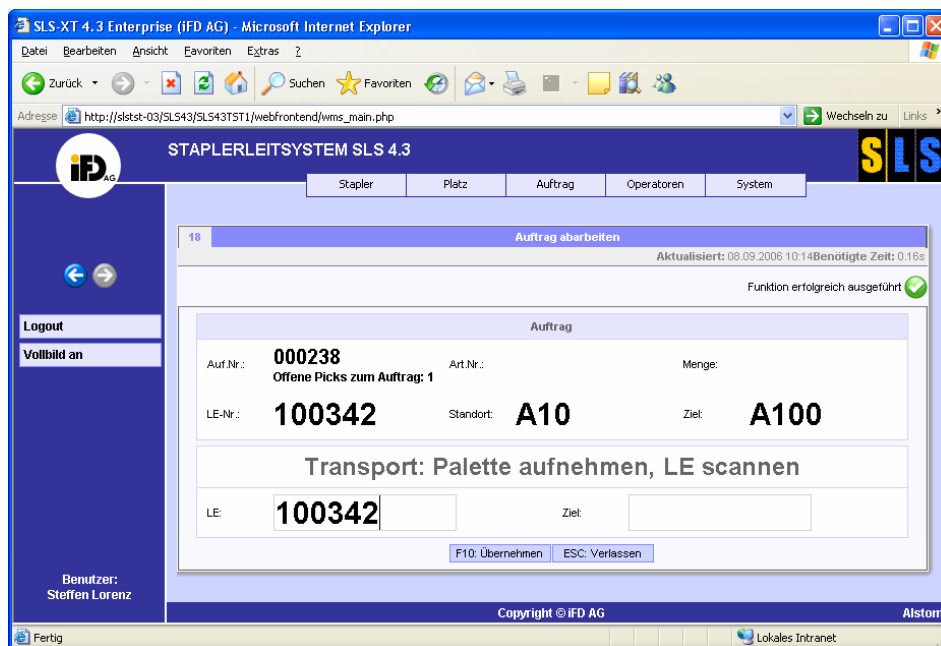 SLS-XT 4.3 Enterprise (iFD AG) - Microsoft Internet Explorer
Datei Bearbeiten Ansicht Favoriten Extras ?
Zurück Suchen Favoriten
Adresse http://slstst-03/SLS43/SLS43TST1/webfrontend/wms_main.php Wechseln zu Links
iFD AG STAPLERLEITSYSTEM SLS 4.3 SLS
Stapler Platz Auftrag Operatoren System
18 Auftrag abarbeiten
Aktualisiert: 08.09.2006 10:14Benötigte Zeit: 0.16s
Funktion erfolgreich ausgeführt
Logout
Vollbild an
Auftrag
Auf.Nr.: 000238 Art.Nr.: Menge:
Offene Picks zum Auftrag: 1
LE-Nr.: 100342 Standort: A10 Ziel: A100
Transport: Palette aufnehmen, LE scannen
LE: 100342 Ziel:
F10: Übernehmen ESC: Verlassen
Benutzer:
Steffen Lorenz
Copyright © iFD AG Alstom
Fertig Lokales Intranet